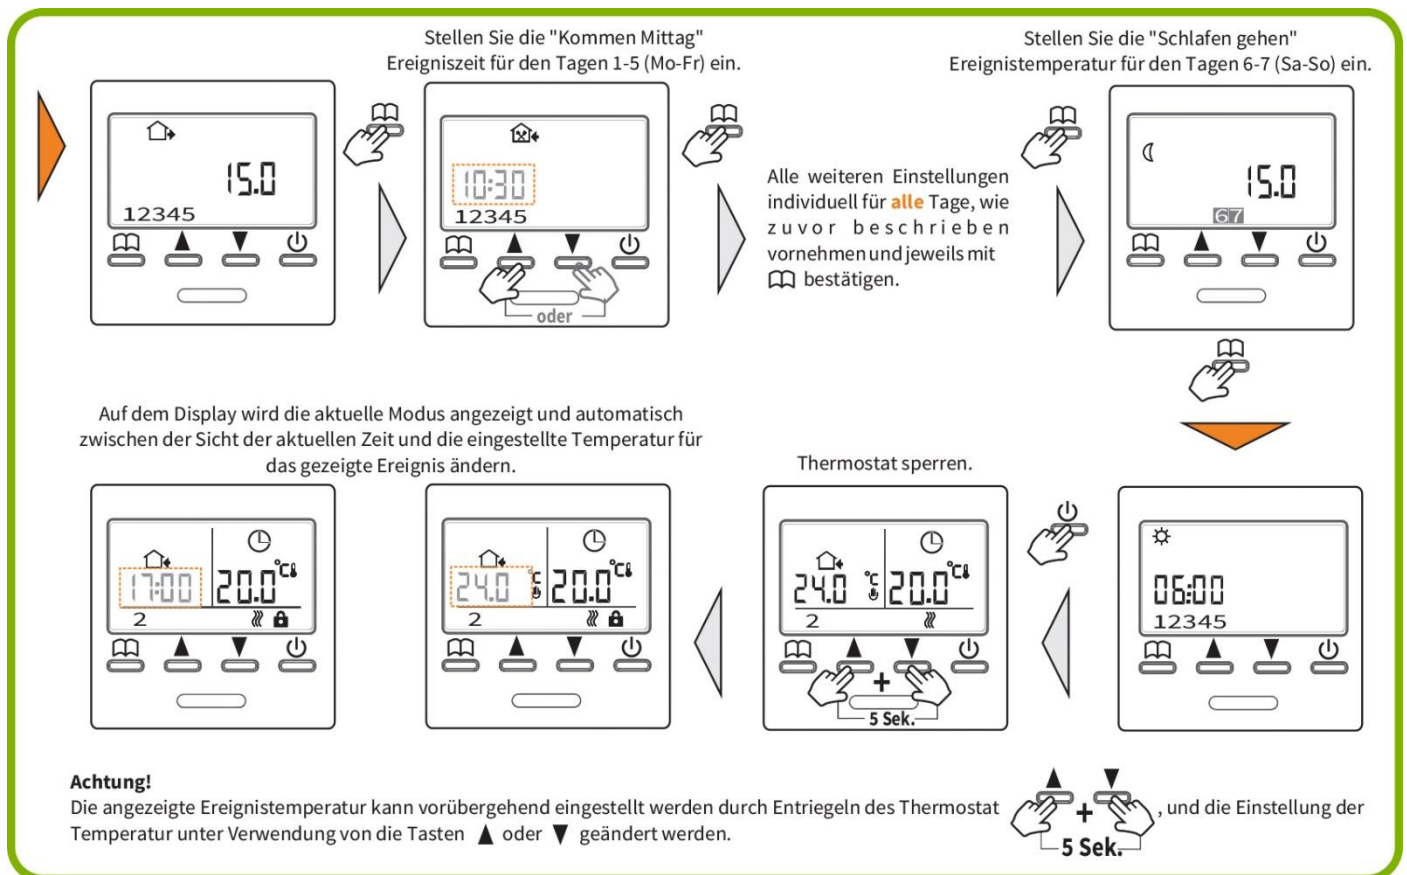 Stellen Sie die "Kommen Mittag"
Ereigniszeit für den Tagen 1-5 (Mo-Fr) ein.
Stellen Sie die "Schlafen gehen"
Ereignistemperatur für den Tagen 6-7 (Sa-So) ein.
15.0
12345
10:30
12345
oder
Alle weiteren Einstellungen
individuell für alle Tage, wie
zuvor beschrieben
vornehmen und jeweils mit
bestätigen.
15.0
67
Auf dem Display wird die aktuelle Modus angezeigt und automatisch
zwischen der Sicht der aktuellen Zeit und die eingestellte Temperatur für
das gezeigte Ereignis ändern.
Thermostat sperren.
17:00 20.0 °C
2
24.0 °C 20.0 °C
2
24.0 °C 20.0 °C
2
+
5 Sek.
06:00
12345
Achtung!
Die angezeigte Ereignistemperatur kann vorübergehend eingestellt werden durch Entriegeln des Thermostat ▲ + ▼ , und die Einstellung der
5 Sek.
Temperatur unter Verwendung von die Tasten ▲ oder ▼ geändert werden.